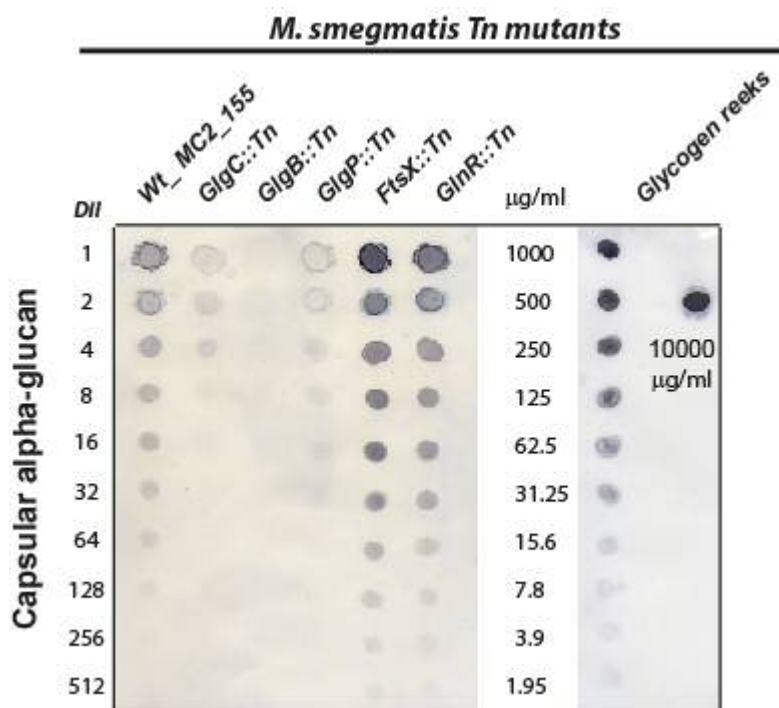 M. smegmatis Tn mutants
Wt_ MC2_155
GlgC::Tn
GlgB::Tn
GlgP::Tn
FtsX::Tn
GlnR::Tn
µg/ml
Glycogen reeks
Dil
Capsular alpha-glucan
1 1000
2 500
4 250 10000
8 125 µg/ml
16 62.5
32 31.25
64 15.6
128 7.8
256 3.9
512 1.95